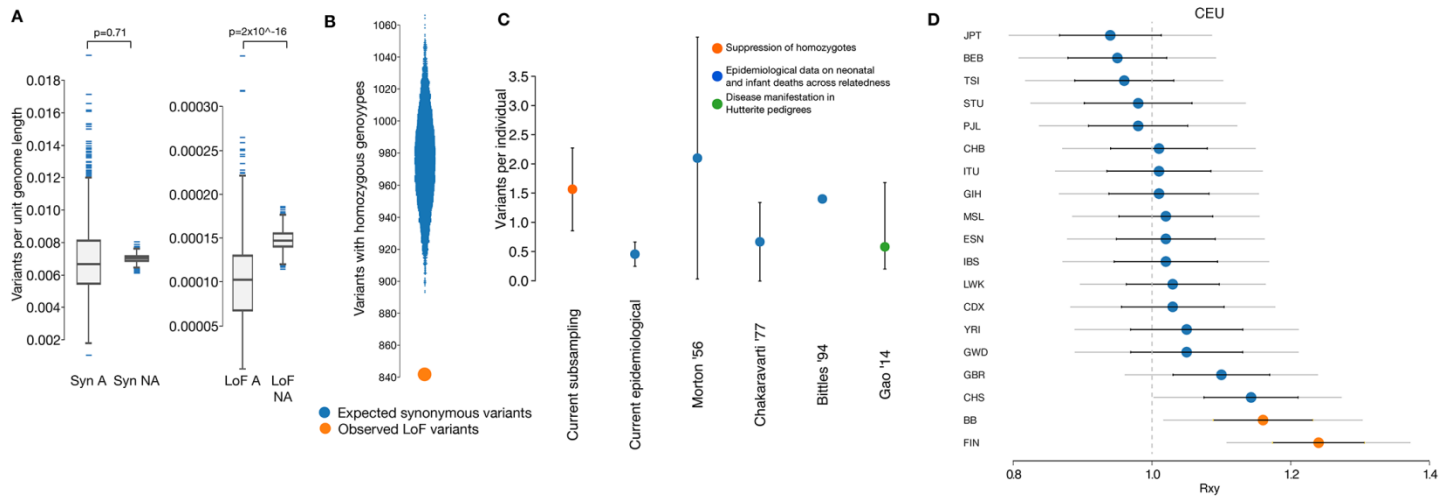 A
p=0.71
p=2x10^-16
Variants per unit genome length
0.018
0.016
0.014
0.012
0.010
0.008
0.006
0.004
0.002
Syn A
Syn NA
0.00030
0.00025
0.00020
0.00015
0.00010
0.00005
LoF A
LoF
NA
B
Variants with homozygous genoyypes
1060
1040
1020
1000
980
960
940
920
900
880
860
840
Expected synonymous variants
Observed LoF variants
C
Variants per individual
3.5
3.0
2.5
2.0
1.5
1.0
0.5
0.0
Suppression of homozygotes
Epidemiological data on neonatal
and infant deaths across relatedness
Disease manifestation in
Hutterite pedigrees
Current subsampling
Current epidemiological
Morton '56
Chakaravarti '77
Bittles '94
Gao '14
D
CEU
JPT
BEB
TSI
STU
PJL
CHB
ITU
GIH
MSL
ESN
IBS
LWK
CDX
YRI
GWD
GBR
CHS
BB
FIN
0.8
1.0
1.2
1.4
Rxy